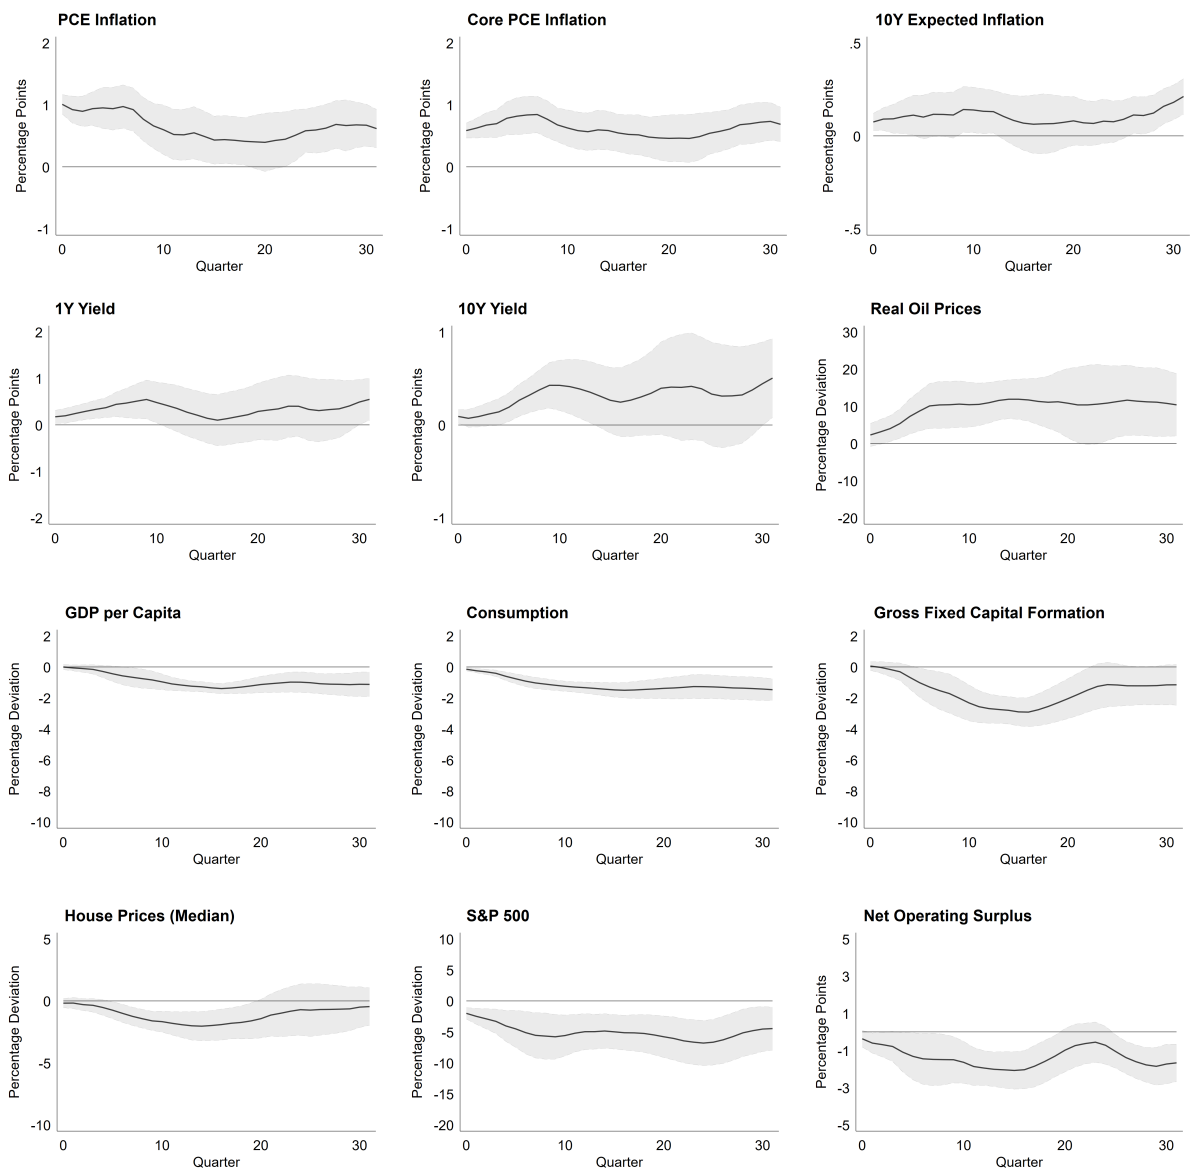 PCE Inflation
Percentage Points
2
1
0
-1
0 10 20 30
Quarter
Core PCE Inflation
Percentage Points
2
1
0
-1
0 10 20 30
Quarter
10Y Expected Inflation
Percentage Points
.5
0
-.5
0 10 20 30
Quarter
1Y Yield
Percentage Points
2
1
0
-1
-2
0 10 20 30
Quarter
10Y Yield
Percentage Points
1
0
-1
0 10 20 30
Quarter
Real Oil Prices
Percentage Deviation
30
20
10
0
-10
-20
0 10 20 30
Quarter
GDP per Capita
Percentage Deviation
2
0
-2
-4
-6
-8
-10
0 10 20 30
Quarter
Consumption
Percentage Deviation
2
0
-2
-4
-6
-8
-10
0 10 20 30
Quarter
Gross Fixed Capital Formation
Percentage Deviation
2
0
-2
-4
-6
-8
-10
0 10 20 30
Quarter
House Prices (Median)
Percentage Deviation
5
0
-5
-10
0 10 20 30
Quarter
S&P 500
Percentage Deviation
10
5
0
-5
-10
-15
-20
0 10 20 30
Quarter
Net Operating Surplus
Percentage Points
5
3
1
-1
-3
-5
0 10 20 30
Quarter